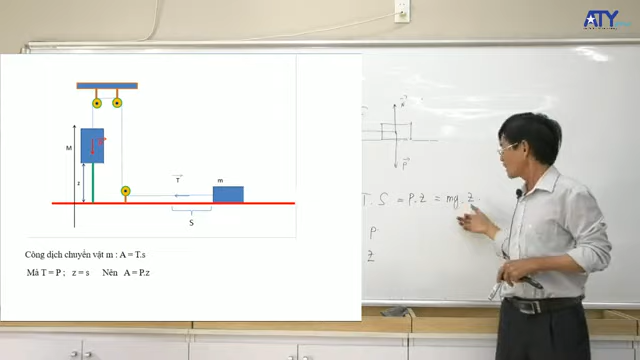 ATY
M
P
z
T
m
S
Công dịch chuyển vật m : A = T.s
Mà T = P ; z = s Nên A = P.z
N
P
T. S = P.z = mg.z
P
z